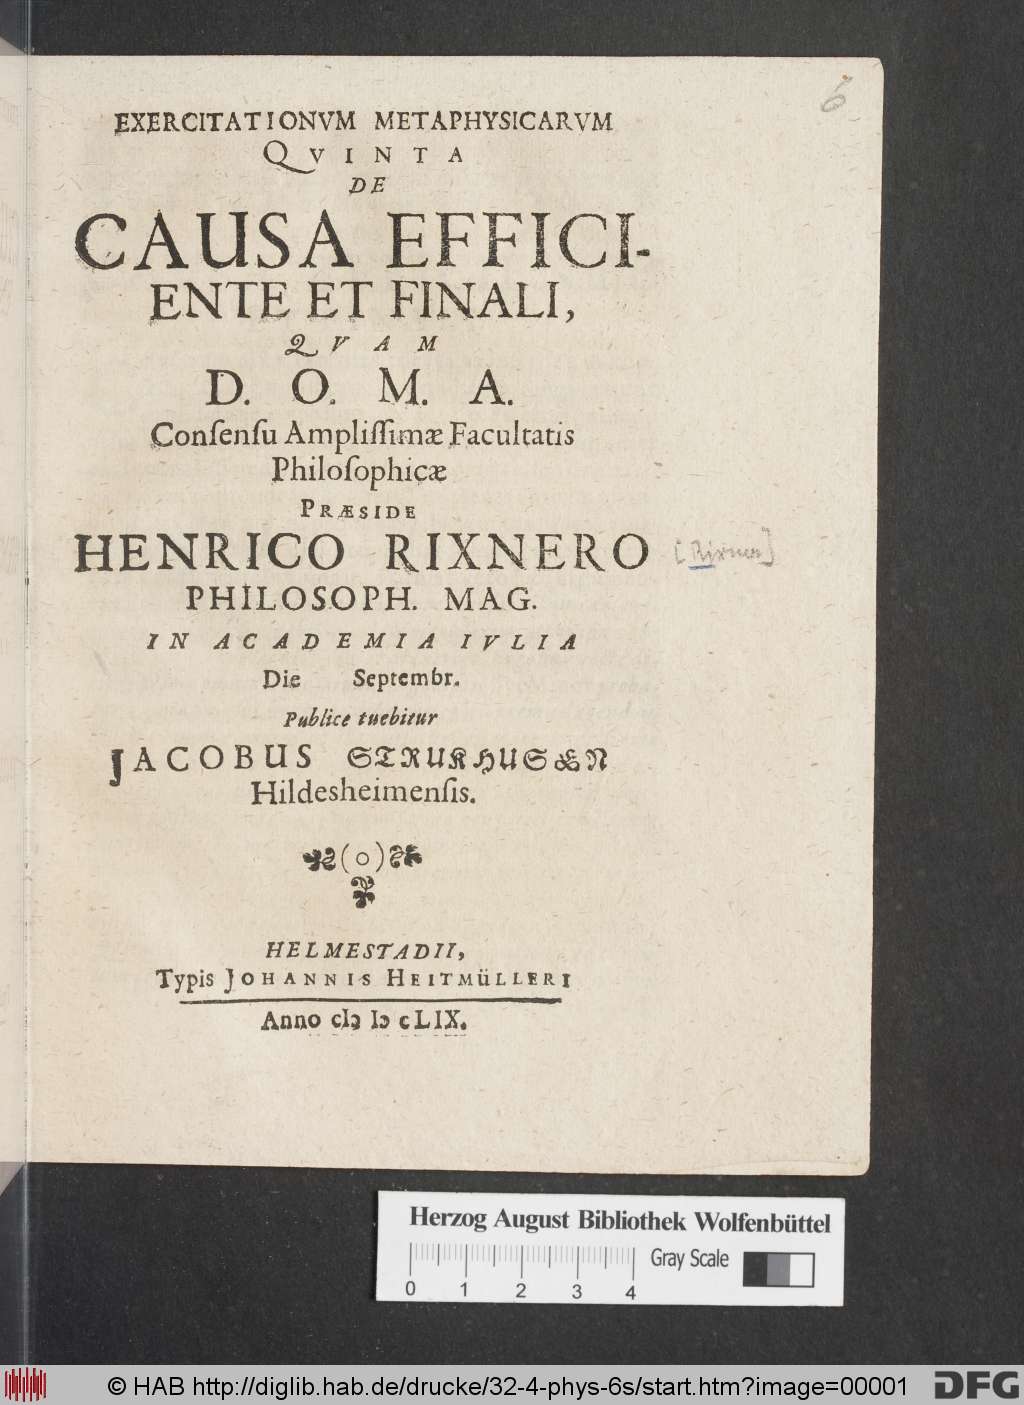 6
EXERCITATIONVM METAPHYSICARVM
QVINTA
DE
CAUSA EFFICI-
ENTE ET FINALI,
QVAM
D. O. M. A.
Conſenſu Ampliſſimæ Facultatis
Philoſophicæ
PRÆSIDE
HENRICO RIXNERO
[Rixner]
PHILOSOPH. MAG.
IN ACADEMIA IVLIA
Die Septembr.
Publice tuebitur
JACOBUS STRUKHUSEN
Hildesheimenſis.
(o)
HELMESTADII,
Typis JOHANNIS HEITMüLLERI
Anno cIɔ Iɔ cLIX.
Herzog August Bibliothek Wolfenbüttel
Gray Scale
0 1 2 3 4
© HAB http://diglib.hab.de/drucke/32-4-phys-6s/start.htm?image=00001
DFG